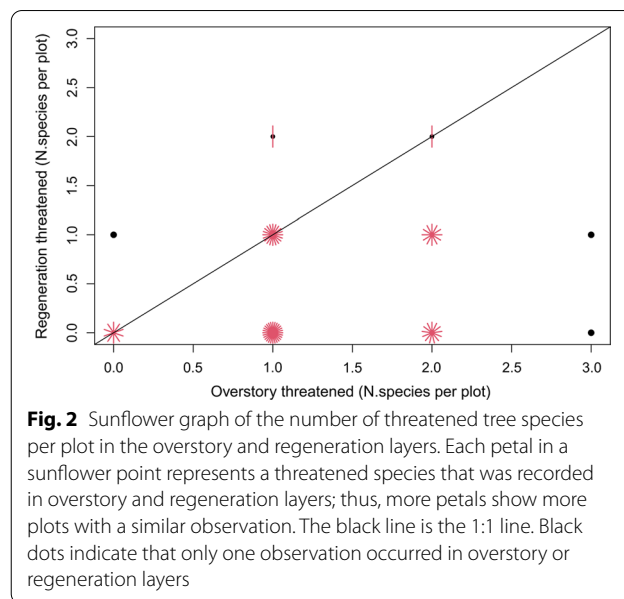 3.0
2.5
2.0
1.5
1.0
0.5
0.0
Regeneration threatened (N.species per plot)
0.0 0.5 1.0 1.5 2.0 2.5 3.0
Overstory threatened (N.species per plot)
Fig. 2 Sunflower graph of the number of threatened tree species
per plot in the overstory and regeneration layers. Each petal in a
sunflower point represents a threatened species that was recorded
in overstory and regeneration layers; thus, more petals show more
plots with a similar observation. The black line is the 1:1 line. Black
dots indicate that only one observation occurred in overstory or
regeneration layers